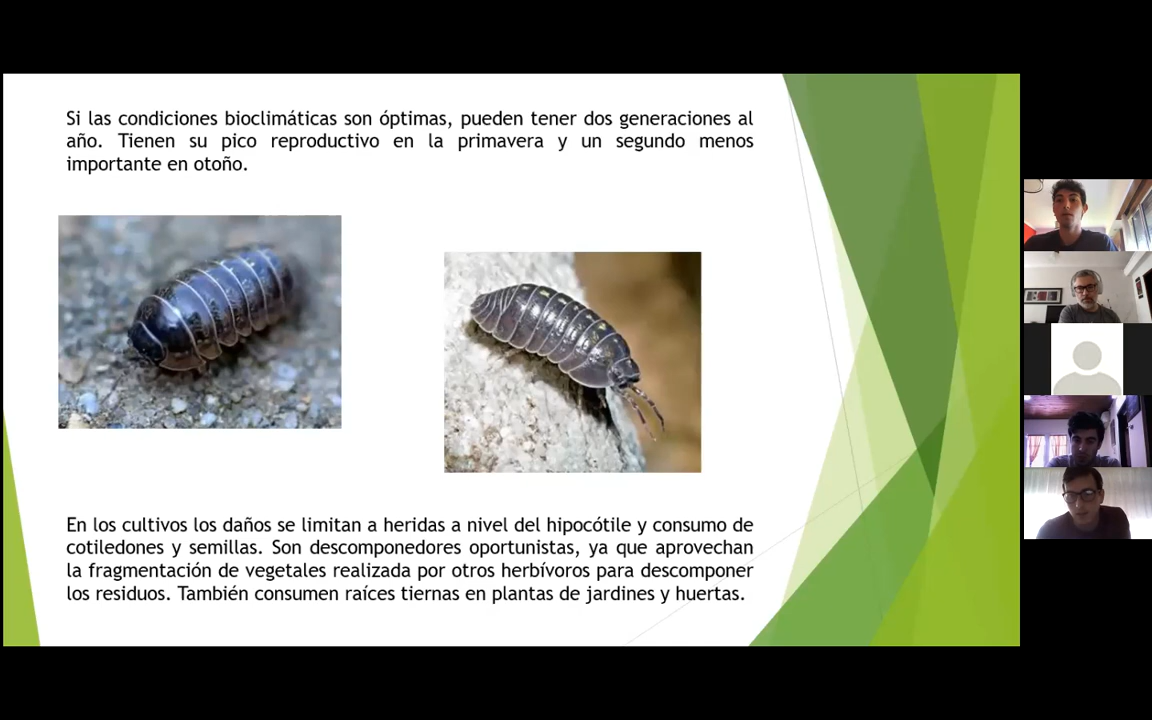 Si las condiciones bioclimáticas son óptimas, pueden tener dos generaciones al
año. Tienen su pico reproductivo en la primavera y un segundo menos
importante en otoño.
En los cultivos los daños se limitan a heridas a nivel del hipocótile y consumo de
cotiledones y semillas. Son descomponedores oportunistas, ya que aprovechan
la fragmentación de vegetales realizada por otros herbívoros para descomponer
los residuos. También consumen raíces tiernas en plantas de jardines y huertas.